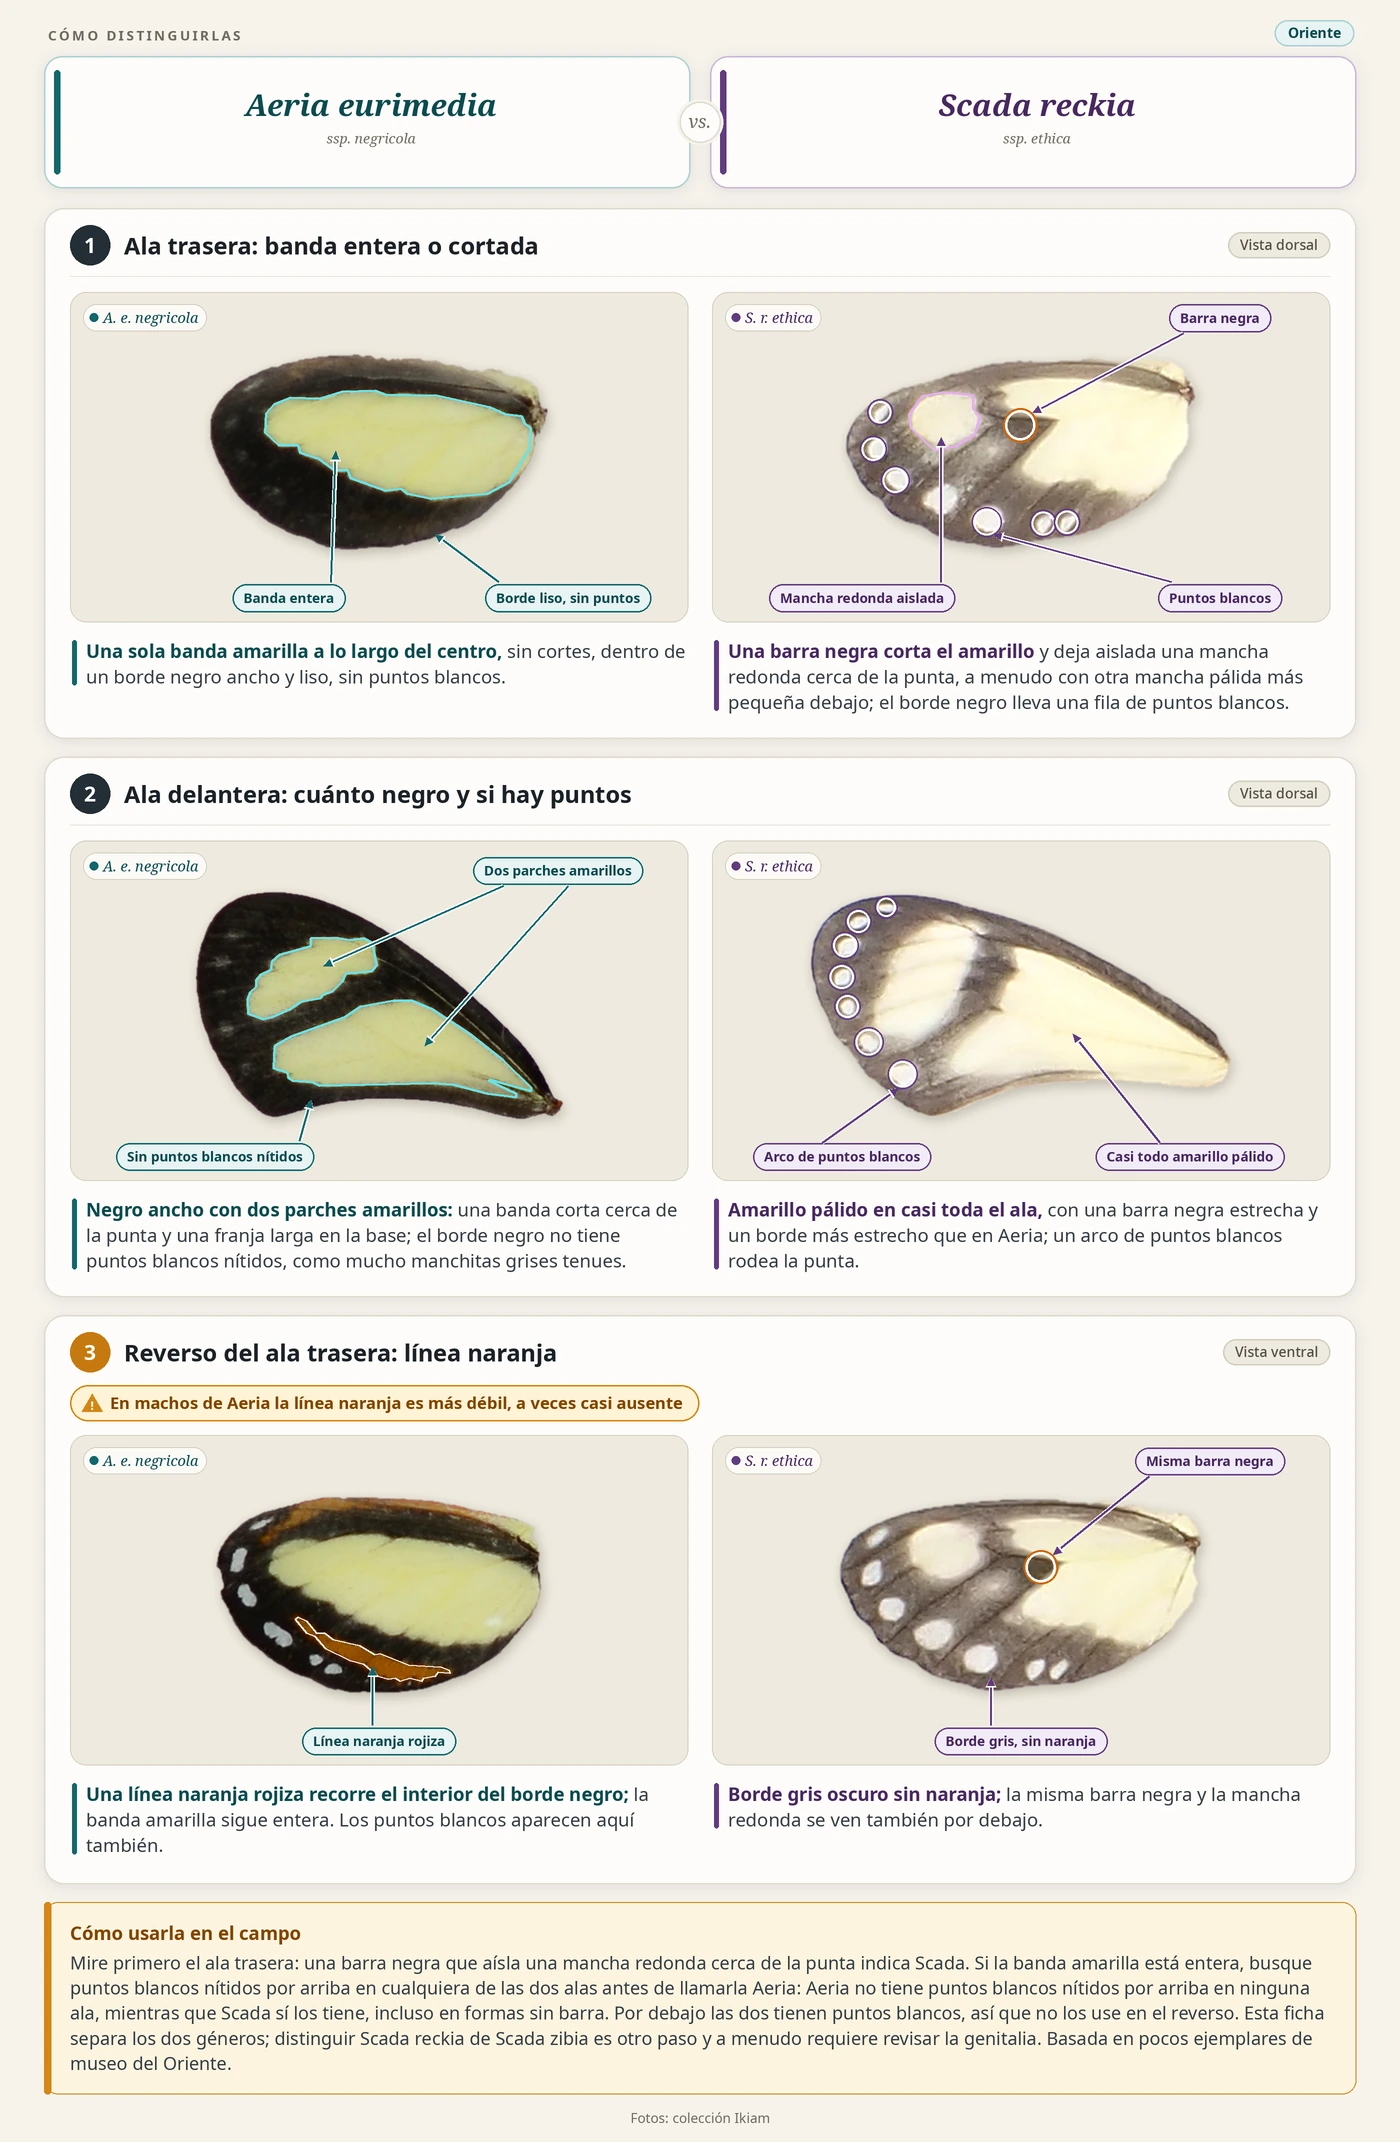 CÓMO DISTINGUIRLAS
Oriente
Aeria eurimedia
ssp. negricola
vs.
Scada reckia
ssp. ethica
1
Ala trasera: banda entera o cortada
Vista dorsal
A. e. negricola
Banda entera
Borde liso, sin puntos
S. r. ethica
Barra negra
Mancha redonda aislada
Puntos blancos
Una sola banda amarilla a lo largo del centro, sin cortes, dentro de
un borde negro ancho y liso, sin puntos blancos.
Una barra negra corta el amarillo y deja aislada una mancha
redonda cerca de la punta, a menudo con otra mancha pálida más
pequeña debajo; el borde negro lleva una fila de puntos blancos.
2
Ala delantera: cuánto negro y si hay puntos
Vista dorsal
A. e. negricola
Dos parches amarillos
Sin puntos blancos nítidos
S. r. ethica
Arco de puntos blancos
Casi todo amarillo pálido
Negro ancho con dos parches amarillos: una banda corta cerca de
la punta y una franja larga en la base; el borde negro no tiene
puntos blancos nítidos, como mucho manchitas grises tenues.
Amarillo pálido en casi toda el ala, con una barra negra estrecha y
un borde más estrecho que en Aeria; un arco de puntos blancos
rodea la punta.
3
Reverso del ala trasera: línea naranja
Vista ventral
En machos de Aeria la línea naranja es más débil, a veces casi ausente
A. e. negricola
Línea naranja rojiza
S. r. ethica
Misma barra negra
Borde gris, sin naranja
Una línea naranja rojiza recorre el interior del borde negro; la
banda amarilla sigue entera. Los puntos blancos aparecen aquí
también.
Borde gris oscuro sin naranja; la misma barra negra y la mancha
redonda se ven también por debajo.
Cómo usarla en el campo
Mire primero el ala trasera: una barra negra que aísla una mancha redonda cerca de la punta indica Scada. Si la banda amarilla está entera, busque
puntos blancos nítidos por arriba en cualquiera de las dos alas antes de llamarla Aeria: Aeria no tiene puntos blancos nítidos por arriba en ninguna
ala, mientras que Scada sí los tiene, incluso en formas sin barra. Por debajo las dos tienen puntos blancos, así que no los use en el reverso. Esta ficha
separa los dos géneros; distinguir Scada reckia de Scada zibia es otro paso y a menudo requiere revisar la genitalia. Basada en pocos ejemplares de
museo del Oriente.
Fotos: colección Ikiam